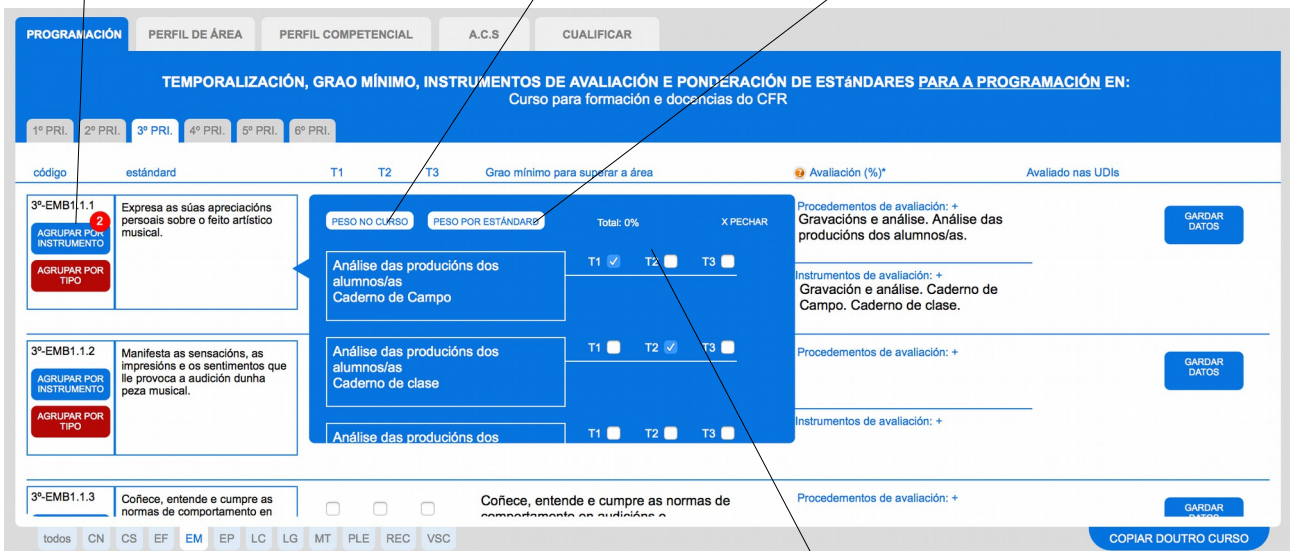 PROGRAMACIÓN PERFIL DE ÁREA PERFIL COMPETENCIAL A.C.S CUALIFICAR
TEMPORALIZACIÓN, GRAO MÍNIMO, INSTRUMENTOS DE AVALIACIÓN E PONDERACIÓN DE ESTáNDARES PARA A PROGRAMACIÓN EN:
Curso para formación e docencias do CFR
1º PRI. 2º PRI. 3º PRI. 4º PRI. 5º PRI. 6º PRI.
código estándard T1 T2 T3 Grao mínimo para superar a área Avaliación (%)* Avaliado nas UDIs
3º-EMB1.1.1
2
AGRUPAR POR
INSTRUMENTO
AGRUPAR POR
TIPO
Expresa as súas apreciacións
persoais sobre o feito artístico
musical.
PESO NO CURSO PESO POR ESTÁNDARD Total: 0% X PECHAR
Análise das producións dos
alumnos/as
Caderno de Campo
T1 T2 T3
Análise das producións dos
alumnos/as
Caderno de clase
T1 T2 T3
Análise das producións dos
T1 T2 T3
Procedementos de avaliación: +
Gravacións e análise. Análise das
producións dos alumnos/as.
Instrumentos de avaliación: +
Gravación e análise. Caderno de
Campo. Caderno de clase.
GARDAR
DATOS
3º-EMB1.1.2
AGRUPAR POR
INSTRUMENTO
AGRUPAR POR
TIPO
Manifesta as sensacións, as
impresións e os sentimentos que
lle provoca a audición dunha
peza musical.
Procedementos de avaliación: +
Instrumentos de avaliación: +
GARDAR
DATOS
3º-EMB1.1.3
Coñece, entende e cumpre as
normas de comportamento en
Coñece, entende e cumpre as normas de
comportamento en audicións e
Procedementos de avaliación: +
GARDAR
DATOS
todos CN CS EF EM EP LC LG MT PLE REC VSC
COPIAR DOUTRO CURSO